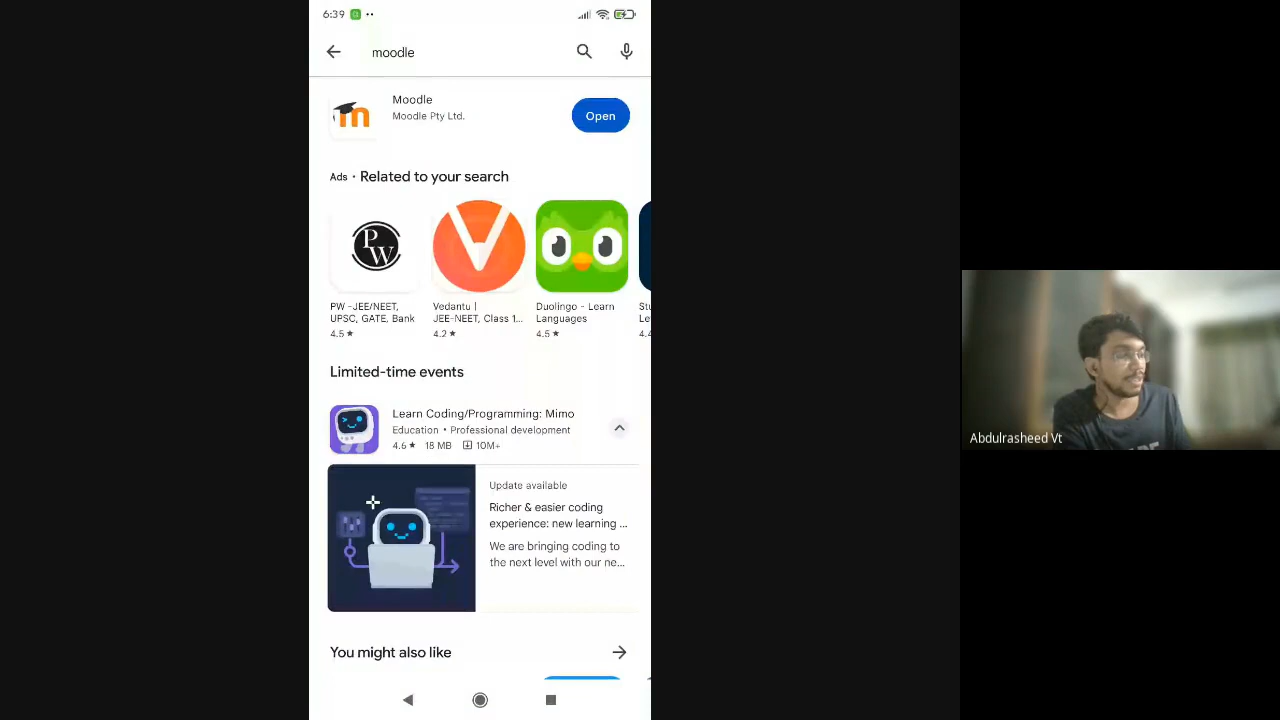 6:39
moodle
Moodle
Moodle Pty Ltd.
Open
Ads • Related to your search
PW
PW -JEE/NEET,
UPSC, GATE, Bank
4.5★
Vedantu |
JEE-NEET, Class 1...
4.2★
Duolingo - Learn
Languages
4.5★
Limited-time events
Learn Coding/Programming: Mimo
Education • Professional development
4.6★ 18 MB 10M+
Update available
Richer & easier coding
experience: new learning ...
We are bringing coding to
the next level with our ne...
You might also like
Abdulrasheed Vt